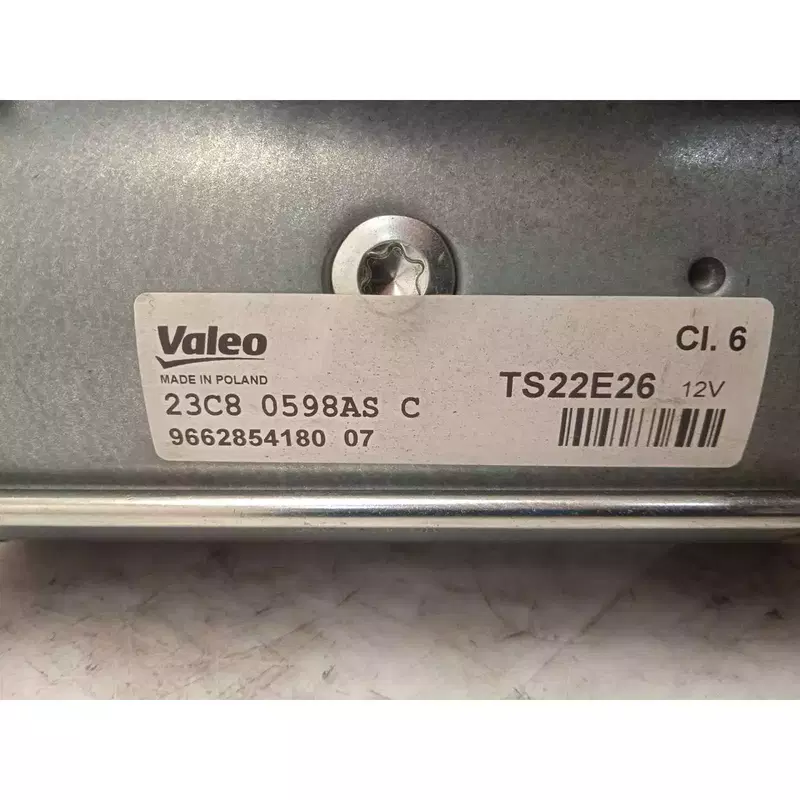 Valeo
Cl. 6
MADE IN POLAND
TS22E26 12V
23C8 0598AS C
9662854180 07